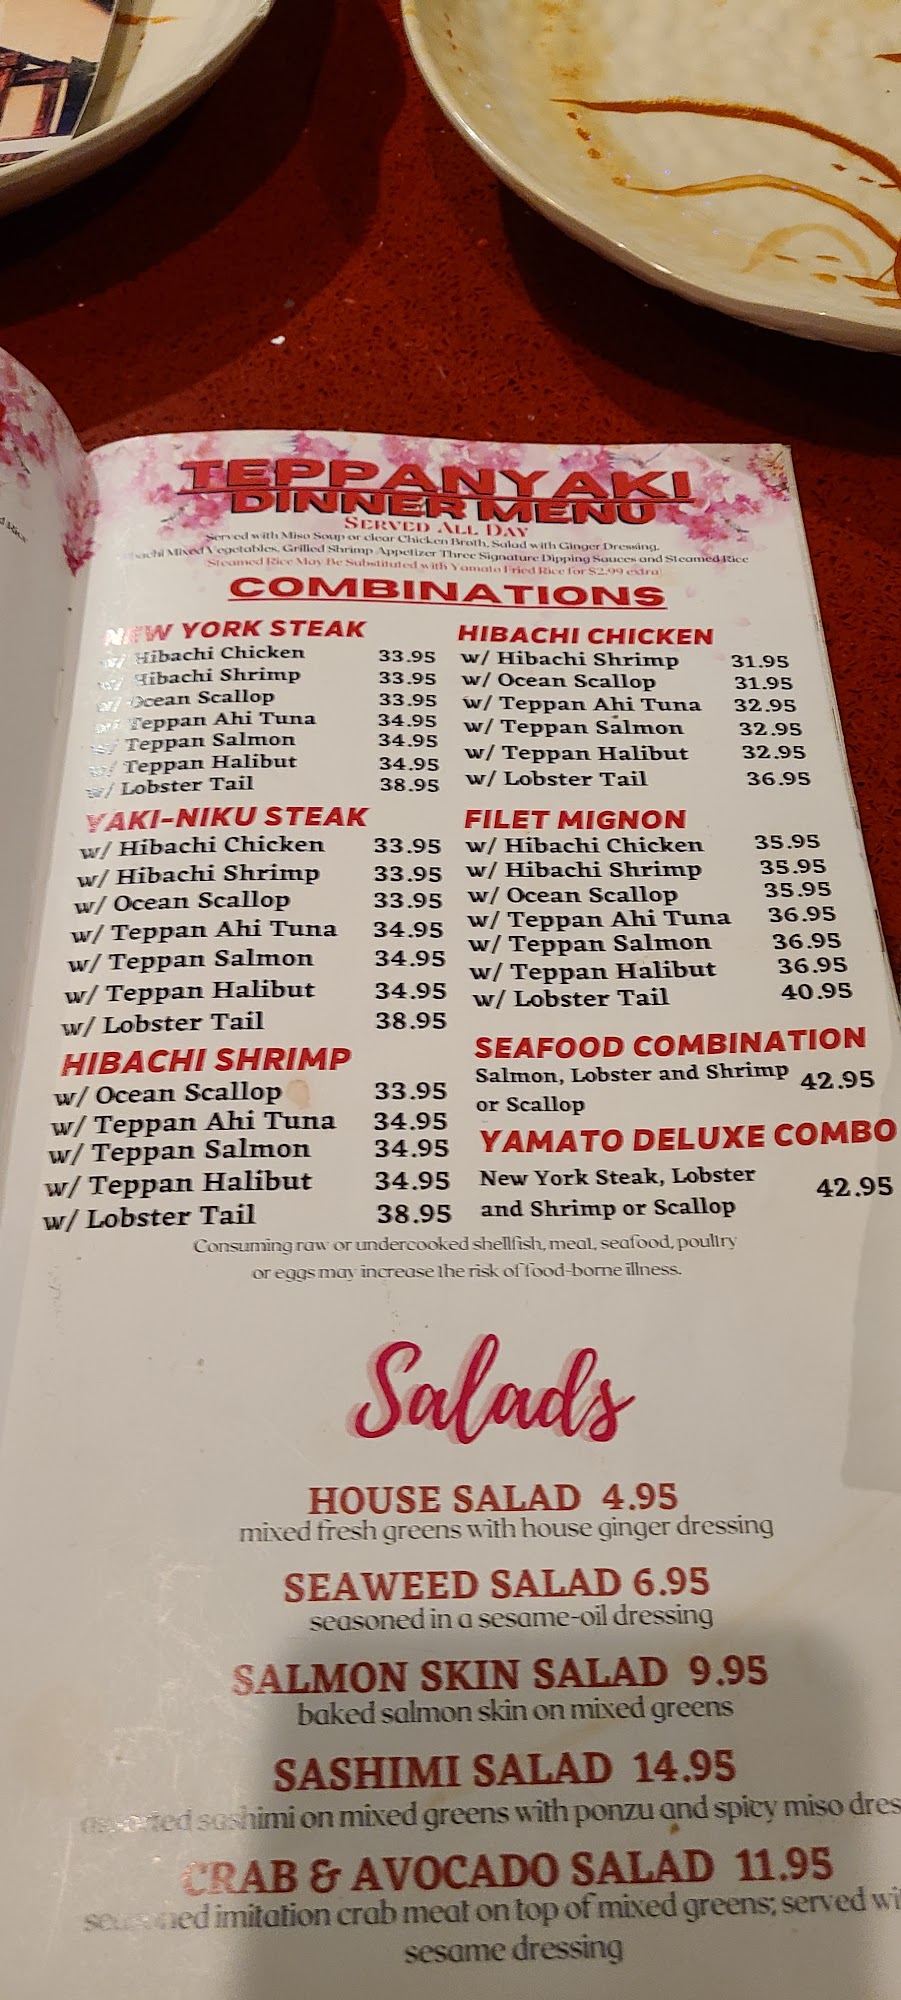 TEPPANYAKI
DINNER MENU
SERVED ALL DAY
Served with Miso Soup or clear Chicken Broth, Salad with Ginger Dressing,
Mixed Vegetables, Grilled Shrimp Appetizer Three Signature Dipping Sauces and Steamed Rice
Steamed Rice May Be Substituted with Yamato Fried Rice for $2.99 extra
COMBINATIONS
NEW YORK STEAK
w/ Hibachi Chicken 33.95
w/ Hibachi Shrimp 33.95
w/ Ocean Scallop 33.95
w/ Teppan Ahi Tuna 34.95
w/ Teppan Salmon 34.95
w/ Teppan Halibut 34.95
w/ Lobster Tail 38.95
YAKI-NIKU STEAK
w/ Hibachi Chicken 33.95
w/ Hibachi Shrimp 33.95
w/ Ocean Scallop 33.95
w/ Teppan Ahi Tuna 34.95
w/ Teppan Salmon 34.95
w/ Teppan Halibut 34.95
w/ Lobster Tail 38.95
HIBACHI SHRIMP
w/ Ocean Scallop 33.95
w/ Teppan Ahi Tuna 34.95
w/ Teppan Salmon 34.95
w/ Teppan Halibut 34.95
w/ Lobster Tail 38.95
HIBACHI CHICKEN
w/ Hibachi Shrimp 31.95
w/ Ocean Scallop 31.95
w/ Teppan Ahi Tuna 32.95
w/ Teppan Salmon 32.95
w/ Teppan Halibut 32.95
w/ Lobster Tail 36.95
FILET MIGNON
w/ Hibachi Chicken 35.95
w/ Hibachi Shrimp 35.95
w/ Ocean Scallop 35.95
w/ Teppan Ahi Tuna 36.95
w/ Teppan Salmon 36.95
w/ Teppan Halibut 36.95
w/ Lobster Tail 40.95
SEAFOOD COMBINATION
Salmon, Lobster and Shrimp 42.95
or Scallop
YAMATO DELUXE COMBO
New York Steak, Lobster 42.95
and Shrimp or Scallop
Consuming raw or undercooked shellfish, meat, seafood, poultry
or eggs may increase the risk of food-borne illness.
Salads
HOUSE SALAD 4.95
mixed fresh greens with house ginger dressing
SEAWEED SALAD 6.95
seasoned in a sesame-oil dressing
SALMON SKIN SALAD 9.95
baked salmon skin on mixed greens
SASHIMI SALAD 14.95
assorted sashimi on mixed greens with ponzu and spicy miso dres
CRAB & AVOCADO SALAD 11.95
seasoned imitation crab meat on top of mixed greens; served wi
sesame dressing